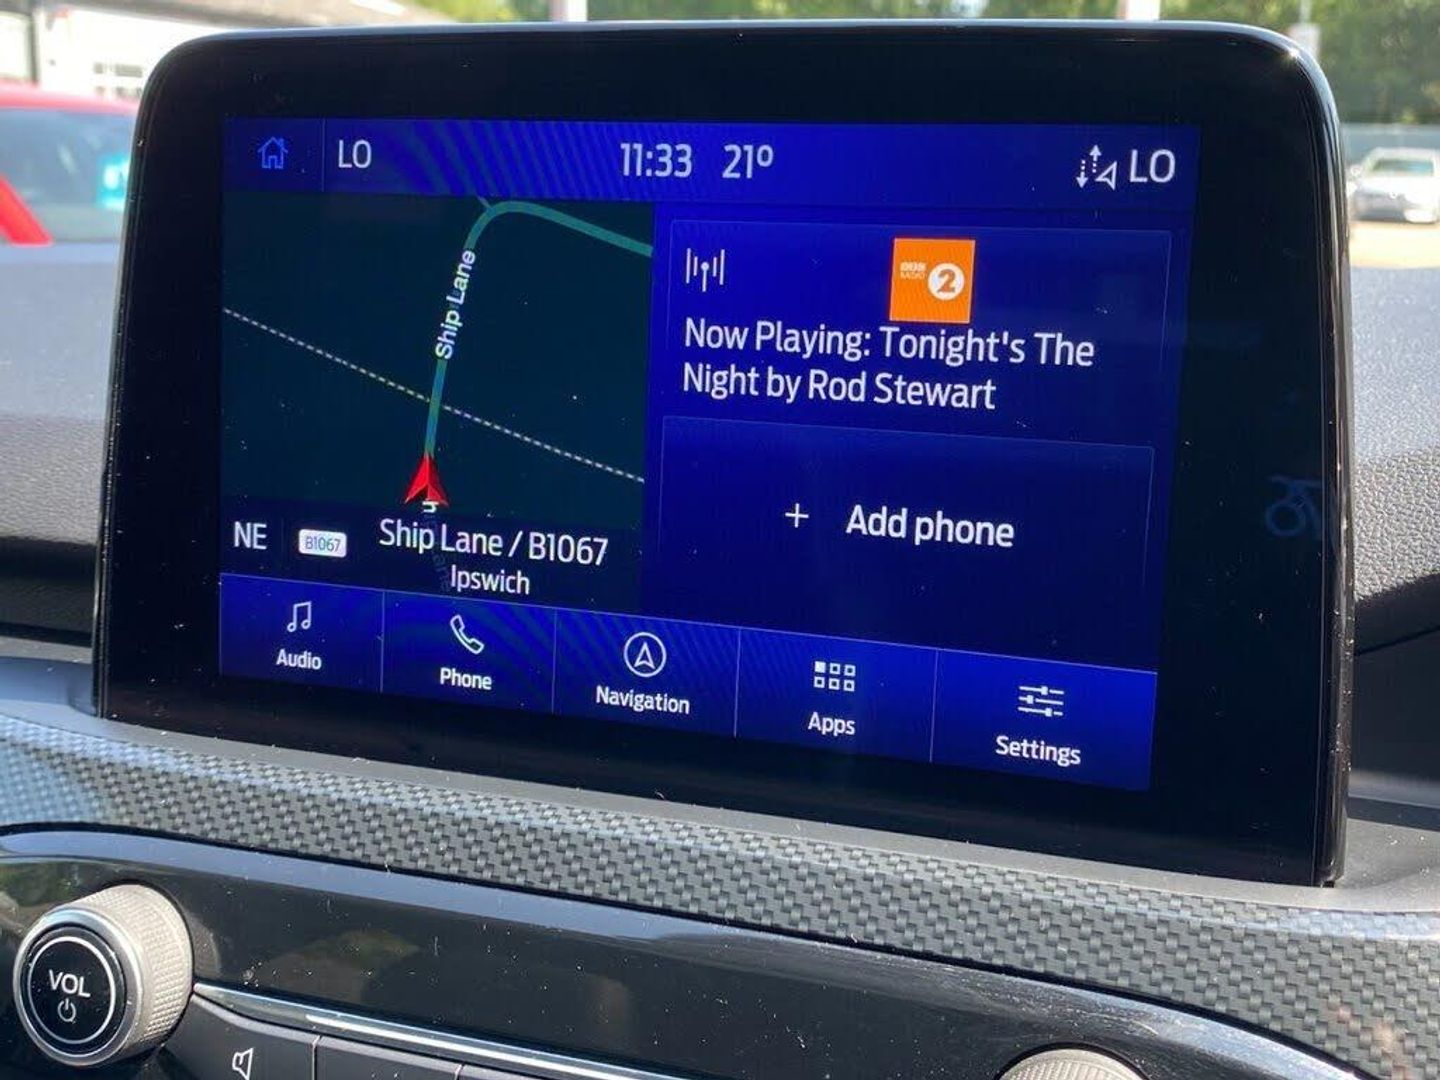 LO
11:33 21°
LO
BBC
RADIO
2
Now Playing: Tonight's The
Night by Rod Stewart
Ship Lane
NE
B1067
Ship Lane / B1067
Ipswich
+ Add phone
Audio
Phone
Navigation
Apps
Settings
VOL